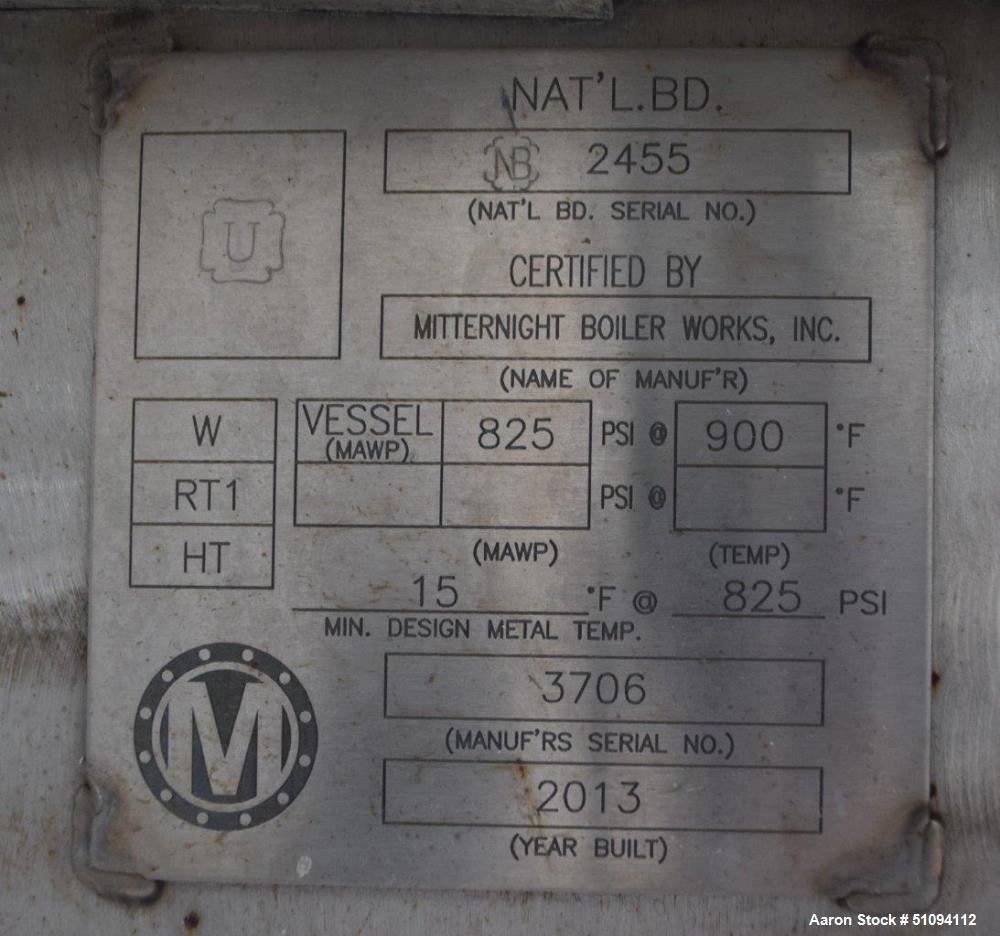 NAT'L.BD.
NB 2455
(NAT'L BD. SERIAL NO.)
U
CERTIFIED BY
MITTERNIGHT BOILER WORKS, INC.
(NAME OF MANUF'R)
W
RT1
HT
VESSEL (MAWP) 825 PSI @ 900 °F
PSI @ °F
(MAWP) (TEMP)
15 °F @ 825 PSI
MIN. DESIGN METAL TEMP.
M
3706
(MANUF'RS SERIAL NO.)
2013
(YEAR BUILT)
Aaron Stock # 51094112